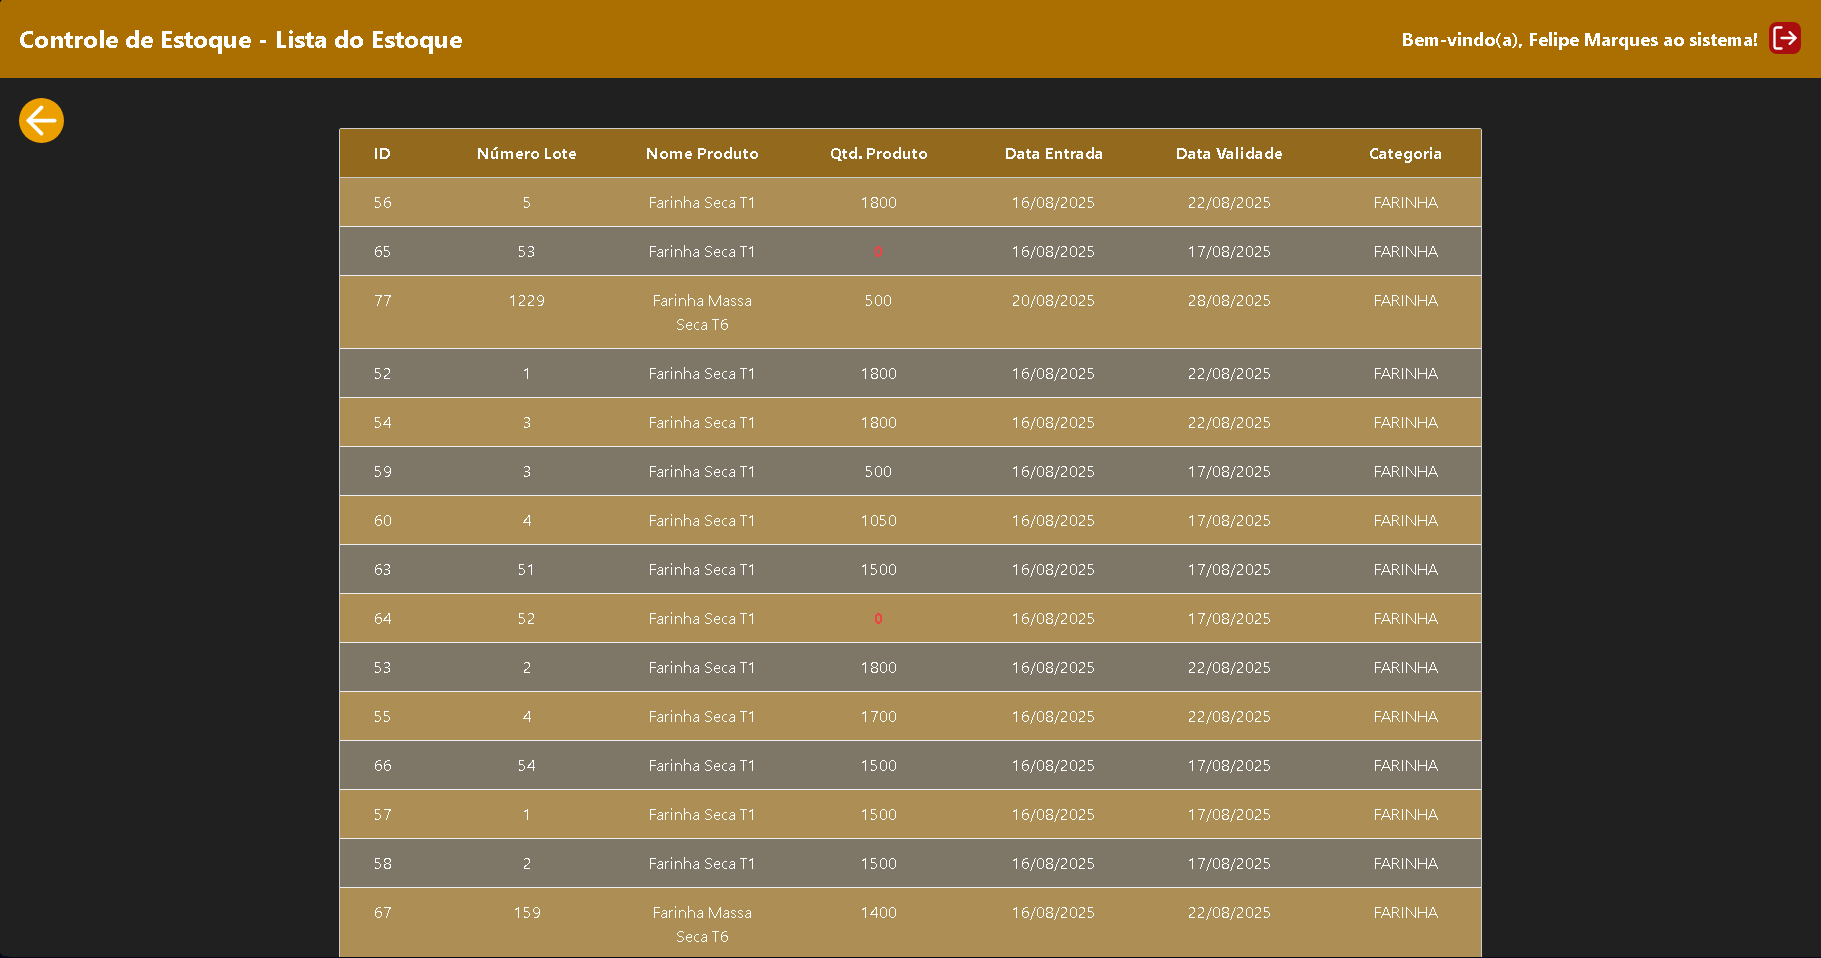 Controle de Estoque - Lista do Estoque
Bem-vindo(a), Felipe Marques ao sistema!
ID Número Lote Nome Produto Qtd. Produto Data Entrada Data Validade Categoria
56 5 Farinha Seca T1 1800 16/08/2025 22/08/2025 FARINHA
65 53 Farinha Seca T1 0 16/08/2025 17/08/2025 FARINHA
77 1229 Farinha Massa 500 20/08/2025 28/08/2025 FARINHA
Seca T6
52 1 Farinha Seca T1 1800 16/08/2025 22/08/2025 FARINHA
54 3 Farinha Seca T1 1800 16/08/2025 22/08/2025 FARINHA
59 3 Farinha Seca T1 500 16/08/2025 17/08/2025 FARINHA
60 4 Farinha Seca T1 1050 16/08/2025 17/08/2025 FARINHA
63 51 Farinha Seca T1 1500 16/08/2025 17/08/2025 FARINHA
64 52 Farinha Seca T1 0 16/08/2025 17/08/2025 FARINHA
53 2 Farinha Seca T1 1800 16/08/2025 22/08/2025 FARINHA
55 4 Farinha Seca T1 1700 16/08/2025 22/08/2025 FARINHA
66 54 Farinha Seca T1 1500 16/08/2025 17/08/2025 FARINHA
57 1 Farinha Seca T1 1500 16/08/2025 17/08/2025 FARINHA
58 2 Farinha Seca T1 1500 16/08/2025 17/08/2025 FARINHA
67 159 Farinha Massa 1400 16/08/2025 22/08/2025 FARINHA
Seca T6